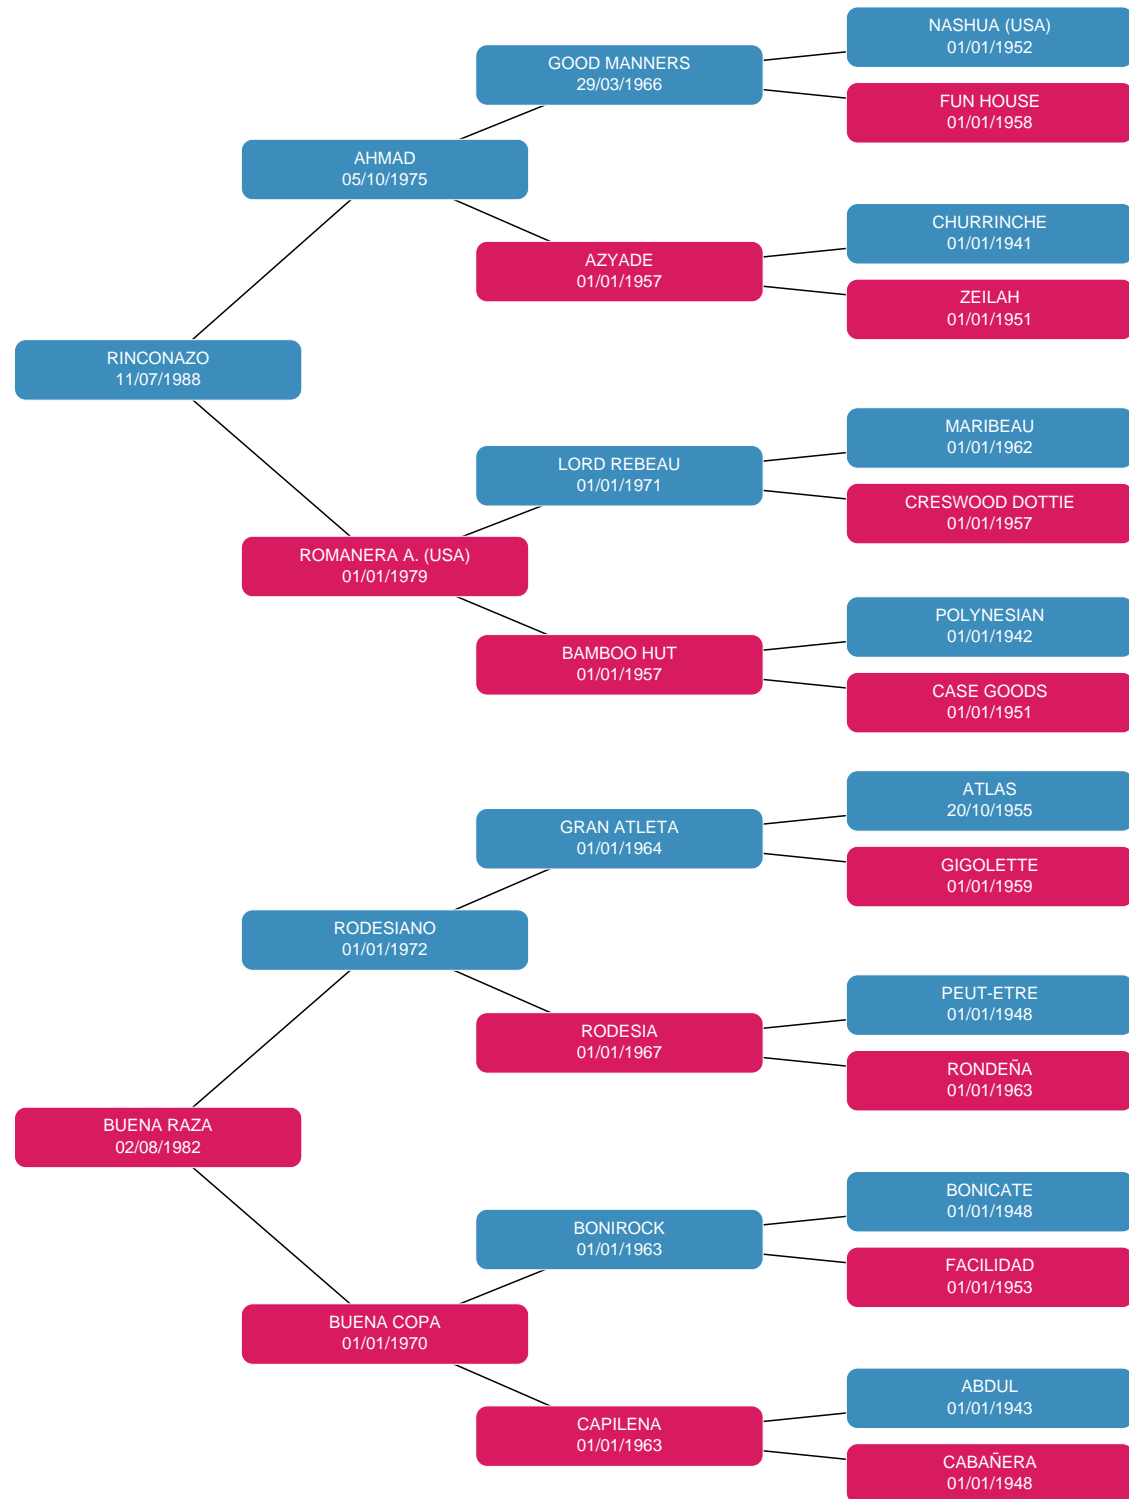 NASHUA (USA)
01/01/1952
GOOD MANNERS
29/03/1966
FUN HOUSE
01/01/1958
AHMAD
05/10/1975
CHURRINCHE
01/01/1941
AZYADE
01/01/1957
ZEILAH
01/01/1951
RINCONAZO
11/07/1988
MARIBEAU
01/01/1962
LORD REBEAU
01/01/1971
CRESWOOD DOTTIE
01/01/1957
ROMANERA A. (USA)
01/01/1979
POLYNESIAN
01/01/1942
BAMBOO HUT
01/01/1957
CASE GOODS
01/01/1951
ATLAS
20/10/1955
GRAN ATLETA
01/01/1964
GIGOLETTE
01/01/1959
RODESIANO
01/01/1972
PEUT-ETRE
01/01/1948
RODESIA
01/01/1967
RONDEÑA
01/01/1963
BUENA RAZA
02/08/1982
BONICATE
01/01/1948
BONIROCK
01/01/1963
FACILIDAD
01/01/1953
BUENA COPA
01/01/1970
ABDUL
01/01/1943
CAPILENA
01/01/1963
CABAÑERA
01/01/1948